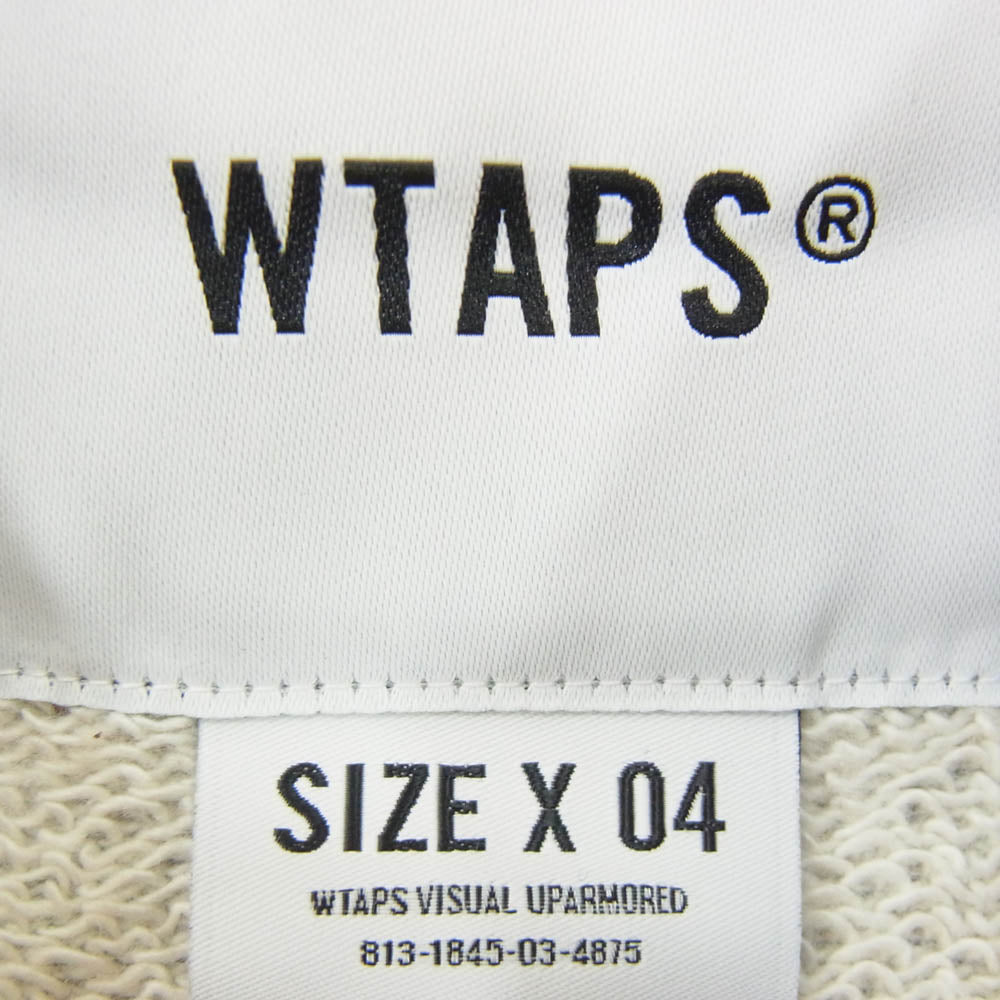 WTAPS®
SIZE X 04
WTAPS VISUAL UPARMORED
813-1845-03-4875